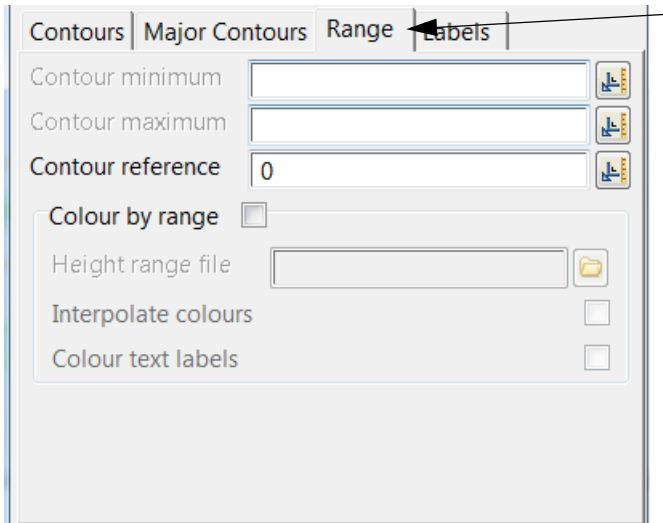 Contours Major Contours Range Labels
Contour minimum
Contour maximum
Contour reference 0
Colour by range
Height range file
Interpolate colours
Colour text labels